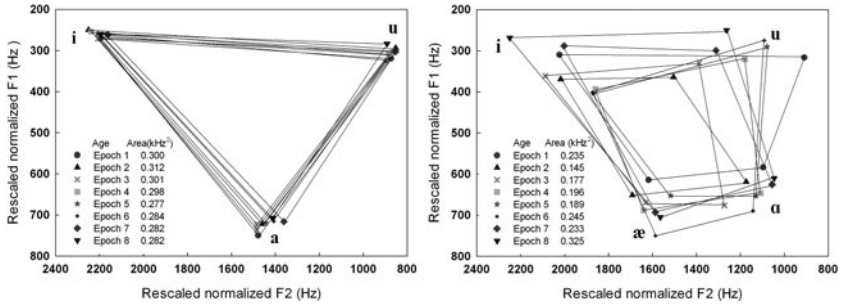 200
300
400
500
600
700
800
Rescaled normalized F1 (Hz)
i
u
a
Age Area(kHz²)
Epoch 1 0.300
Epoch 2 0.312
Epoch 3 0.301
Epoch 4 0.298
Epoch 5 0.277
Epoch 6 0.284
Epoch 7 0.282
Epoch 8 0.282
2400 2200 2000 1800 1600 1400 1200 1000 800
Rescaled normalized F2 (Hz)
200
300
400
500
600
700
800
Rescaled normalized F1 (Hz)
i
u
ɑ
æ
Age Area (kHz²)
Epoch 1 0.235
Epoch 2 0.145
Epoch 3 0.177
Epoch 4 0.196
Epoch 5 0.189
Epoch 6 0.245
Epoch 7 0.233
Epoch 8 0.325
2400 2200 2000 1800 1600 1400 1200 1000 800
Rescaled normalized F2 (Hz)